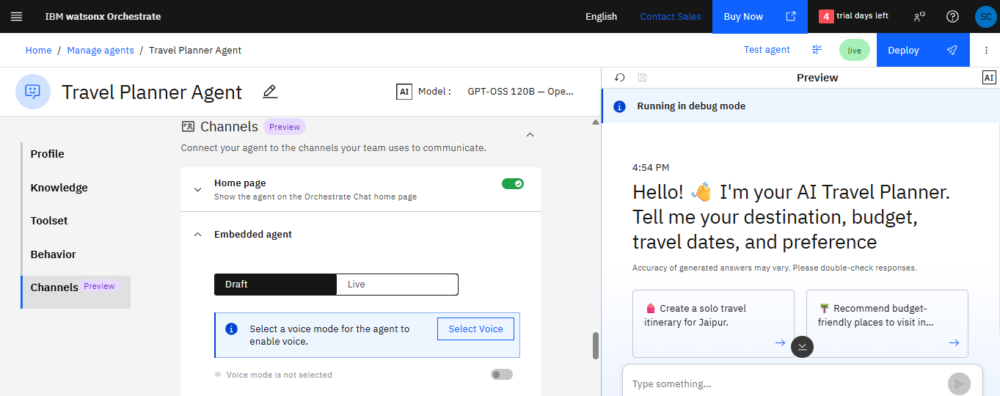 IBM watsonx Orchestrate
English
Contact Sales
Buy Now
4 trial days left
SC
Home / Manage agents / Travel Planner Agent
Test agent
live
Deploy
Travel Planner Agent
AI Model :
GPT-OSS 120B — Ope...
Profile
Knowledge
Toolset
Behavior
Channels Preview
Channels Preview
Connect your agent to the channels your team uses to communicate.
Home page
Show the agent on the Orchestrate Chat home page
Embedded agent
Draft
Live
Select a voice mode for the agent to
enable voice.
Select Voice
Voice mode is not selected
Preview
AI
Running in debug mode
4:54 PM
Hello! 👋 I'm your AI Travel Planner.
Tell me your destination, budget,
travel dates, and preference
Accuracy of generated answers may vary. Please double-check responses.
🎒 Create a solo travel
itinerary for Jaipur.
🌴 Recommend budget-
friendly places to visit in...
Type something...